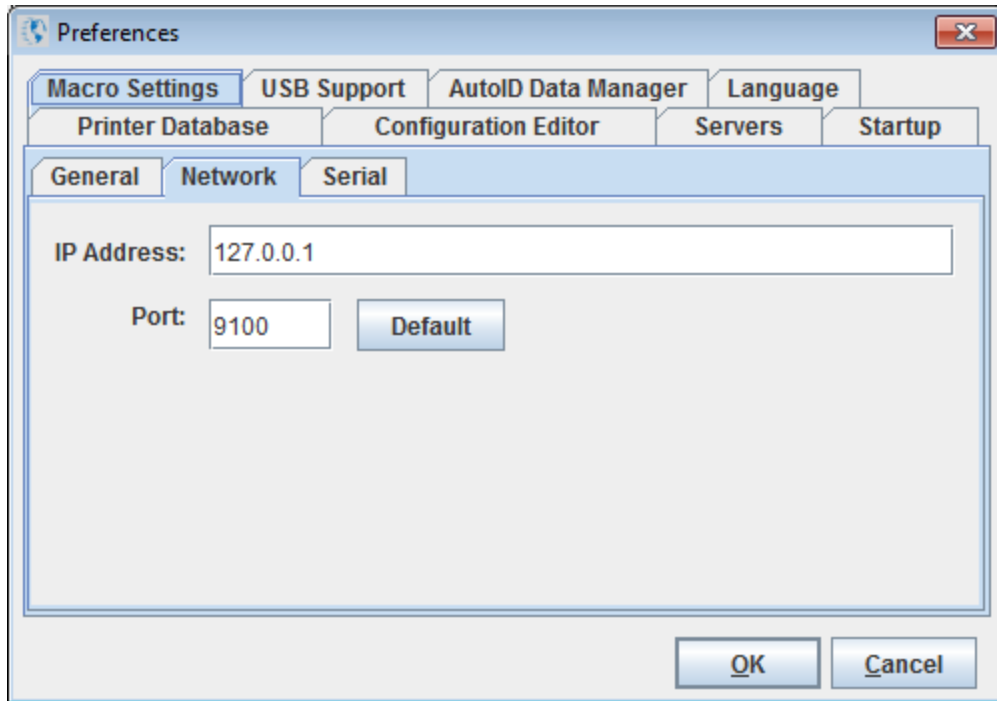 Preferences
Macro Settings USB Support AutoID Data Manager Language
Printer Database Configuration Editor Servers Startup
General Network Serial
IP Address: 127.0.0.1
Port: 9100 Default
OK Cancel